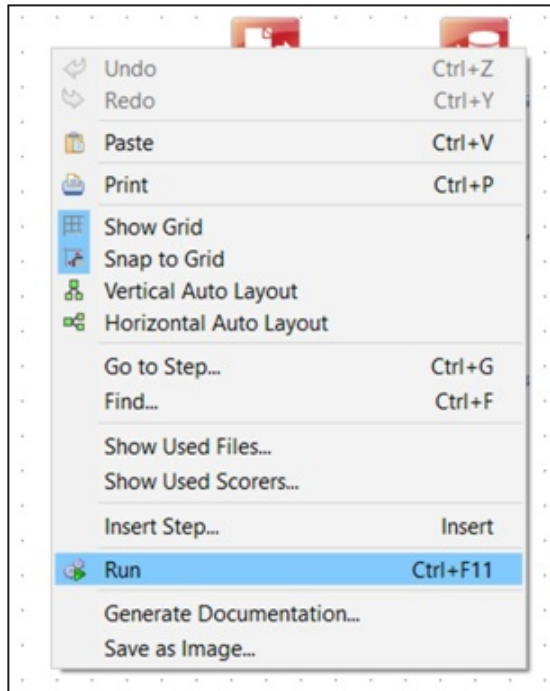 Undo Ctrl+Z
Redo Ctrl+Y
Paste Ctrl+V
Print Ctrl+P
Show Grid
Snap to Grid
Vertical Auto Layout
Horizontal Auto Layout
Go to Step... Ctrl+G
Find... Ctrl+F
Show Used Files...
Show Used Scorers...
Insert Step... Insert
Run Ctrl+F11
Generate Documentation...
Save as Image...